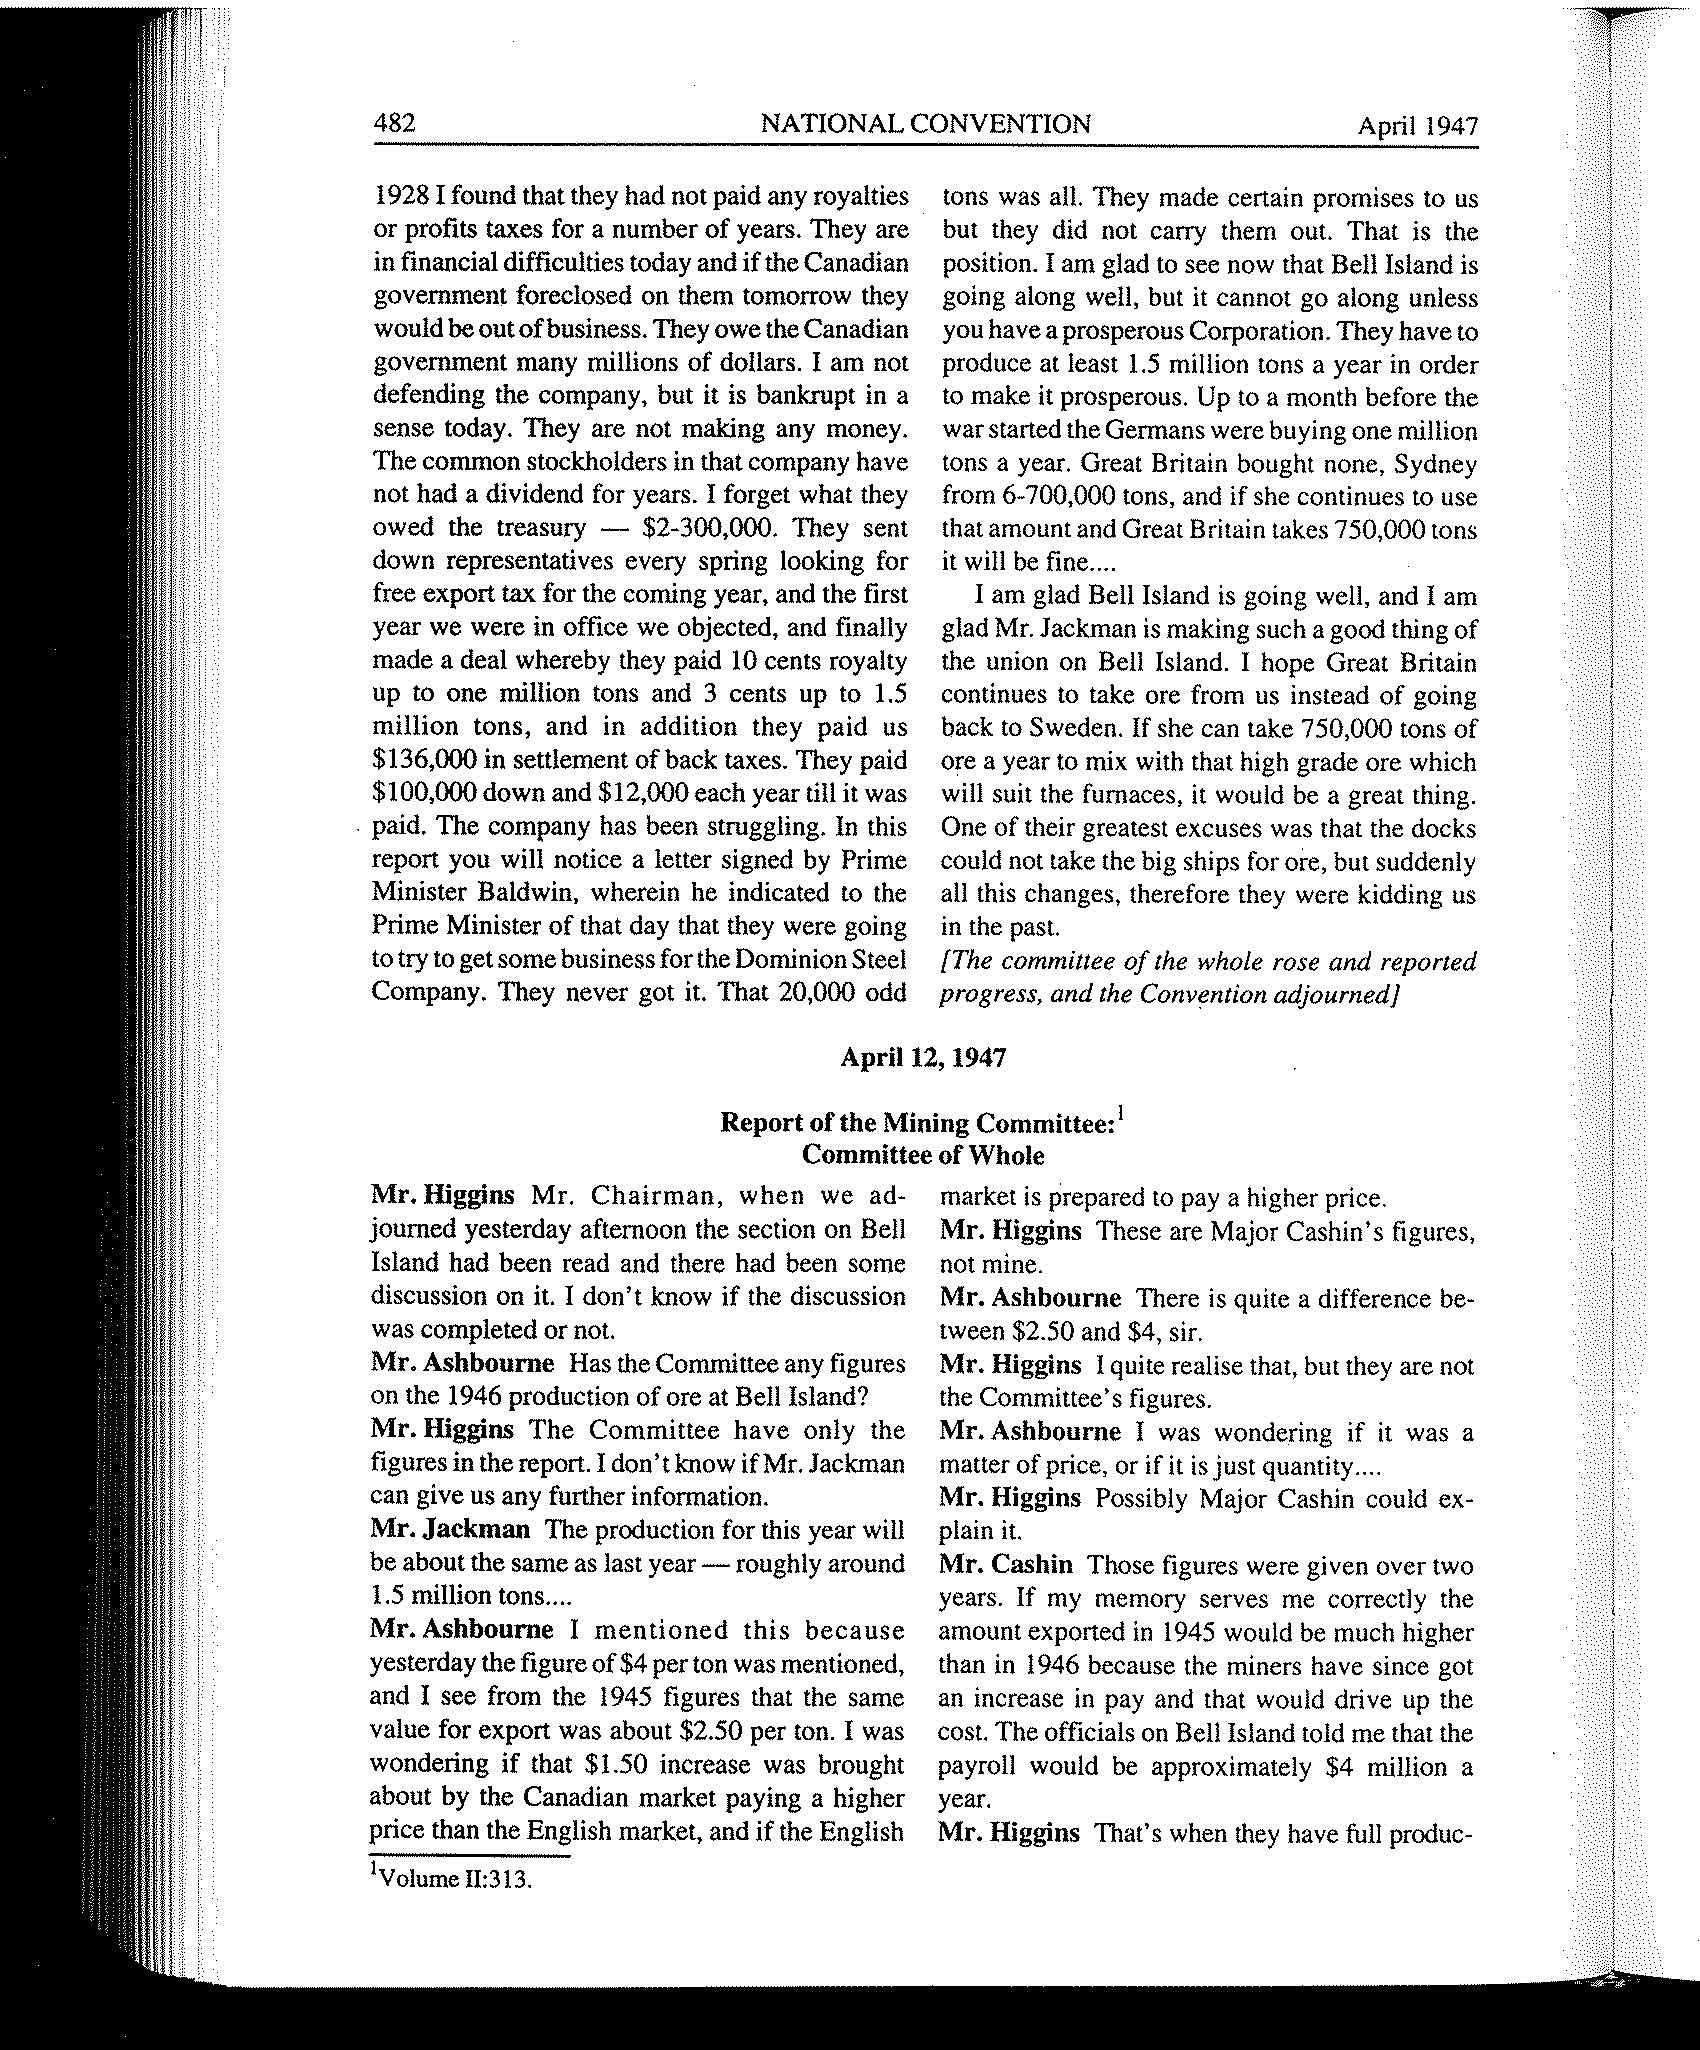 482 NATIONAL CONVENTION April 1947
1928 I found that they had not paid any royalties
or profits taxes for a number of years. They are
in financial difficulties today and if the Canadian
government foreclosed on them tomorrow they
would be out of business. They owe the Canadian
government many millions of dollars. I am not
defending the company, but it is bankrupt in a
sense today. They are not making any money.
The common stockholders in that company have
not had a dividend for years. I forget what they
owed the treasury — $2-300,000. They sent
down representatives every spring looking for
free export tax for the coming year, and the first
year we were in office we objected, and finally
made a deal whereby they paid 10 cents royalty
up to one million tons and 3 cents up to 1.5
million tons, and in addition they paid us
$136,000 in settlement of back taxes. They paid
$100,000 down and $12,000 each year till it was
paid. The company has been struggling. In this
report you will notice a letter signed by Prime
Minister Baldwin, wherein he indicated to the
Prime Minister of that day that they were going
to try to get some business for the Dominion Steel
Company. They never got it. That 20,000 odd
tons was all. They made certain promises to us
but they did not carry them out. That is the
position. I am glad to see now that Bell Island is
going along well, but it cannot go along unless
you have a prosperous Corporation. They have to
produce at least 1.5 million tons a year in order
to make it prosperous. Up to a month before the
war started the Germans were buying one million
tons a year. Great Britain bought none, Sydney
from 6-700,000 tons, and if she continues to use
that amount and Great Britain takes 750,000 tons
it will be fine....
I am glad Bell Island is going well, and I am
glad Mr. Jackman is making such a good thing of
the union on Bell Island. I hope Great Britain
continues to take ore from us instead of going
back to Sweden. If she can take 750,000 tons of
ore a year to mix with that high grade ore which
will suit the furnaces, it would be a great thing.
One of their greatest excuses was that the docks
could not take the big ships for ore, but suddenly
all this changes, therefore they were kidding us
in the past.
[The committee of the whole rose and reported
progress, and the Convention adjourned]
April 12, 1947
Report of the Mining Committee:1
Committee of Whole
Mr. Higgins Mr. Chairman, when we ad-
journed yesterday afternoon the section on Bell
Island had been read and there had been some
discussion on it. I don't know if the discussion
was completed or not.
Mr. Ashbourne Has the Committee any figures
on the 1946 production of ore at Bell Island?
Mr. Higgins The Committee have only the
figures in the report. I don't know if Mr. Jackman
can give us any further information.
Mr. Jackman The production for this year will
be about the same as last year — roughly around
1.5 million tons....
Mr. Ashbourne I mentioned this because
yesterday the figure of $4 per ton was mentioned,
and I see from the 1945 figures that the same
value for export was about $2.50 per ton. I was
wondering if that $1.50 increase was brought
about by the Canadian market paying a higher
price than the English market, and if the English
market is prepared to pay a higher price.
Mr. Higgins These are Major Cashin's figures,
not mine.
Mr. Ashbourne There is quite a difference be-
tween $2.50 and $4, sir.
Mr. Higgins I quite realise that, but they are not
the Committee's figures.
Mr. Ashbourne I was wondering if it was a
matter of price, or if it is just quantity....
Mr. Higgins Possibly Major Cashin could ex-
plain it.
Mr. Cashin Those figures were given over two
years. If my memory serves me correctly the
amount exported in 1945 would be much higher
than in 1946 because the miners have since got
an increase in pay and that would drive up the
cost. The officials on Bell Island told me that the
payroll would be approximately $4 million a
year.
Mr. Higgins That's when they have full produc-
1Volume II:313.